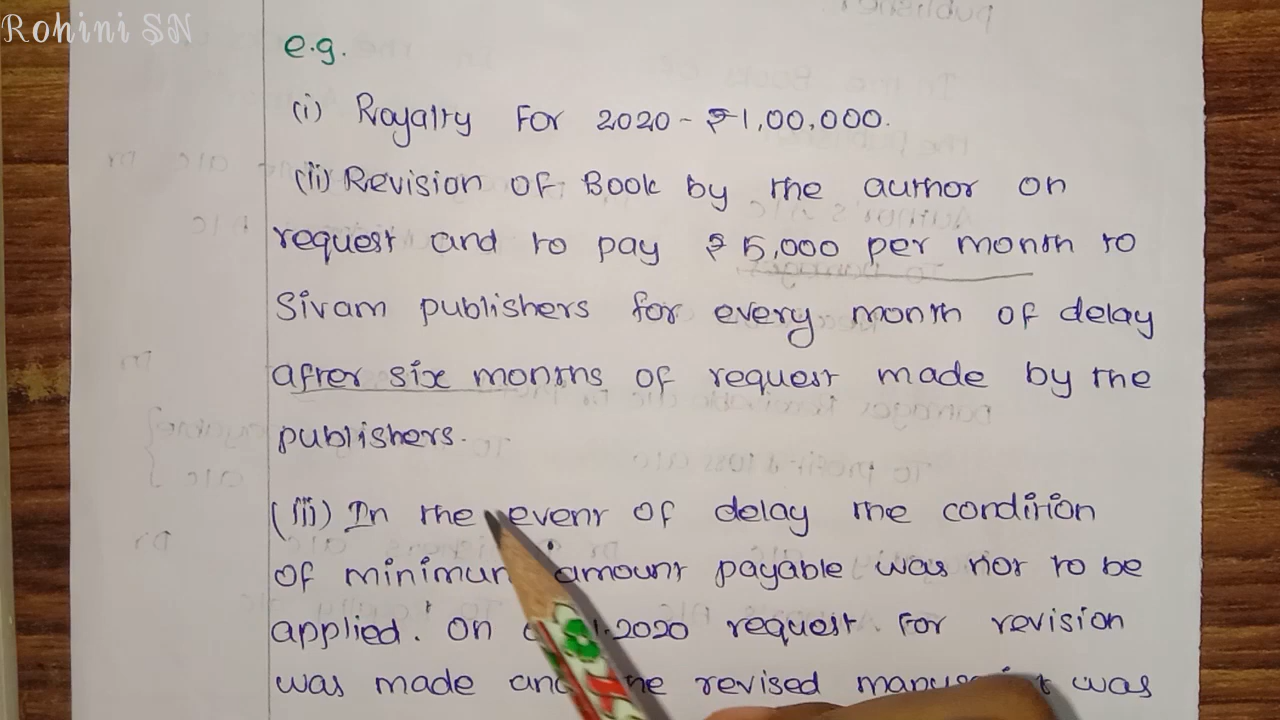 Rohini SN
e.g.
(i) Royalty For 2020 - ₹1,00,000.
(ii) Revision OF Book by the author on
request and to pay ₹ 5,000 per month to
Sivam publishers for every month of delay
after six months of request made by the
publishers.
(iii) In the event OF delay the condition
OF minimum amount payable was not to be
applied. On 2020 request For revision
was made and the revised was